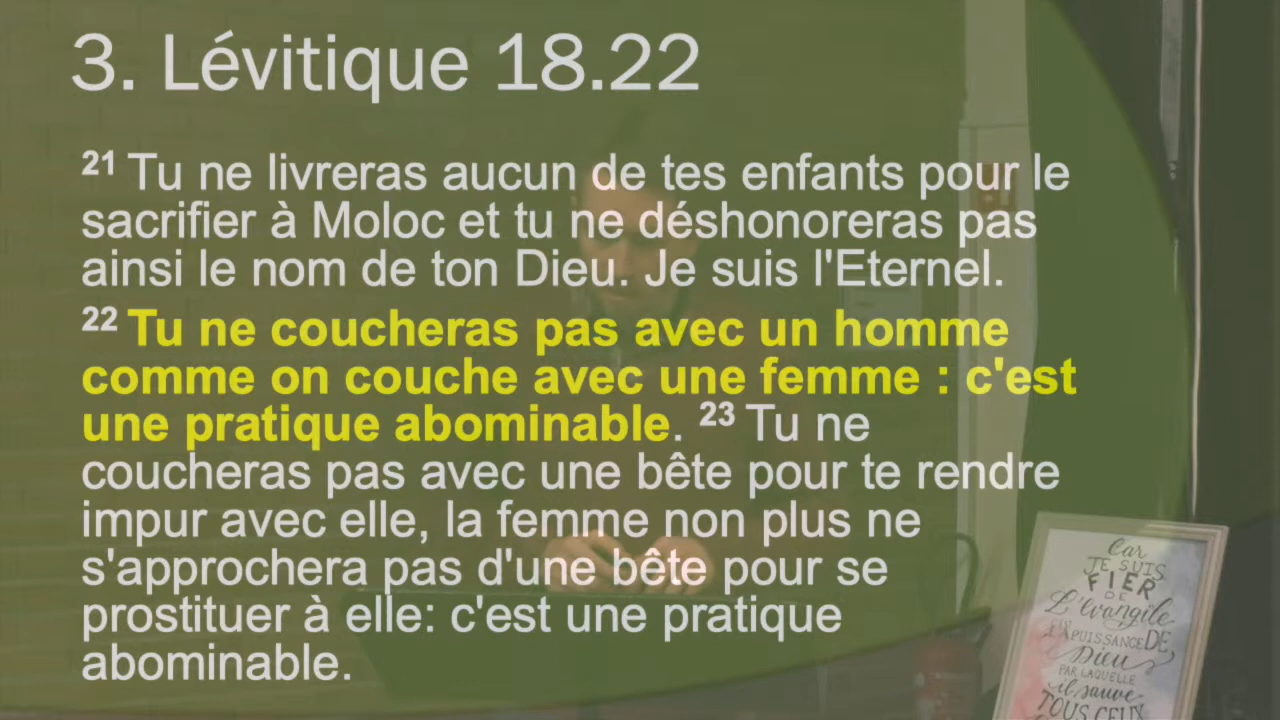 3. Lévitique 18.22
21 Tu ne livreras aucun de tes enfants pour le
sacrifier à Moloc et tu ne déshonoreras pas
ainsi le nom de ton Dieu. Je suis l'Eternel.
22 Tu ne coucheras pas avec un homme
comme on couche avec une femme : c'est
une pratique abominable. 23 Tu ne
coucheras pas avec une bête pour te rendre
impur avec elle, la femme non plus ne
s'approchera pas d'une bête pour se
prostituer à elle: c'est une pratique
abominable.
Car
JE SUIS
FIER
DE
L'évangile
PUISSANCE DE
Dieu
PAR LAQUELLE
il sauve
TOUS CEUX